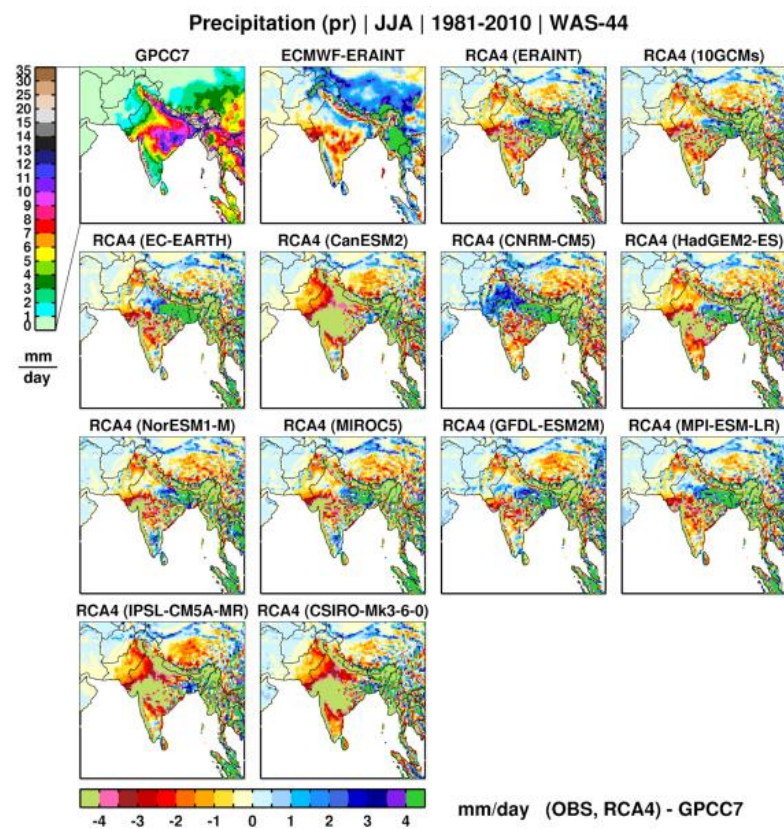 Precipitation (pr) | JJA | 1981-2010 | WAS-44
GPCC7
ECMWF-ERAINT
RCA4 (ERAINT)
RCA4 (10GCMs)
35
30
25
20
15
14
13
12
11
10
9
8
7
6
5
4
3
2
1
0
mm
day
RCA4 (EC-EARTH)
RCA4 (CanESM2)
RCA4 (CNRM-CM5)
RCA4 (HadGEM2-ES)
RCA4 (NorESM1-M)
RCA4 (MIROC5)
RCA4 (GFDL-ESM2M)
RCA4 (MPI-ESM-LR)
RCA4 (IPSL-CM5A-MR)
RCA4 (CSIRO-Mk3-6-0)
-4 -3 -2 -1 0 1 2 3 4
mm/day (OBS, RCA4) - GPCC7